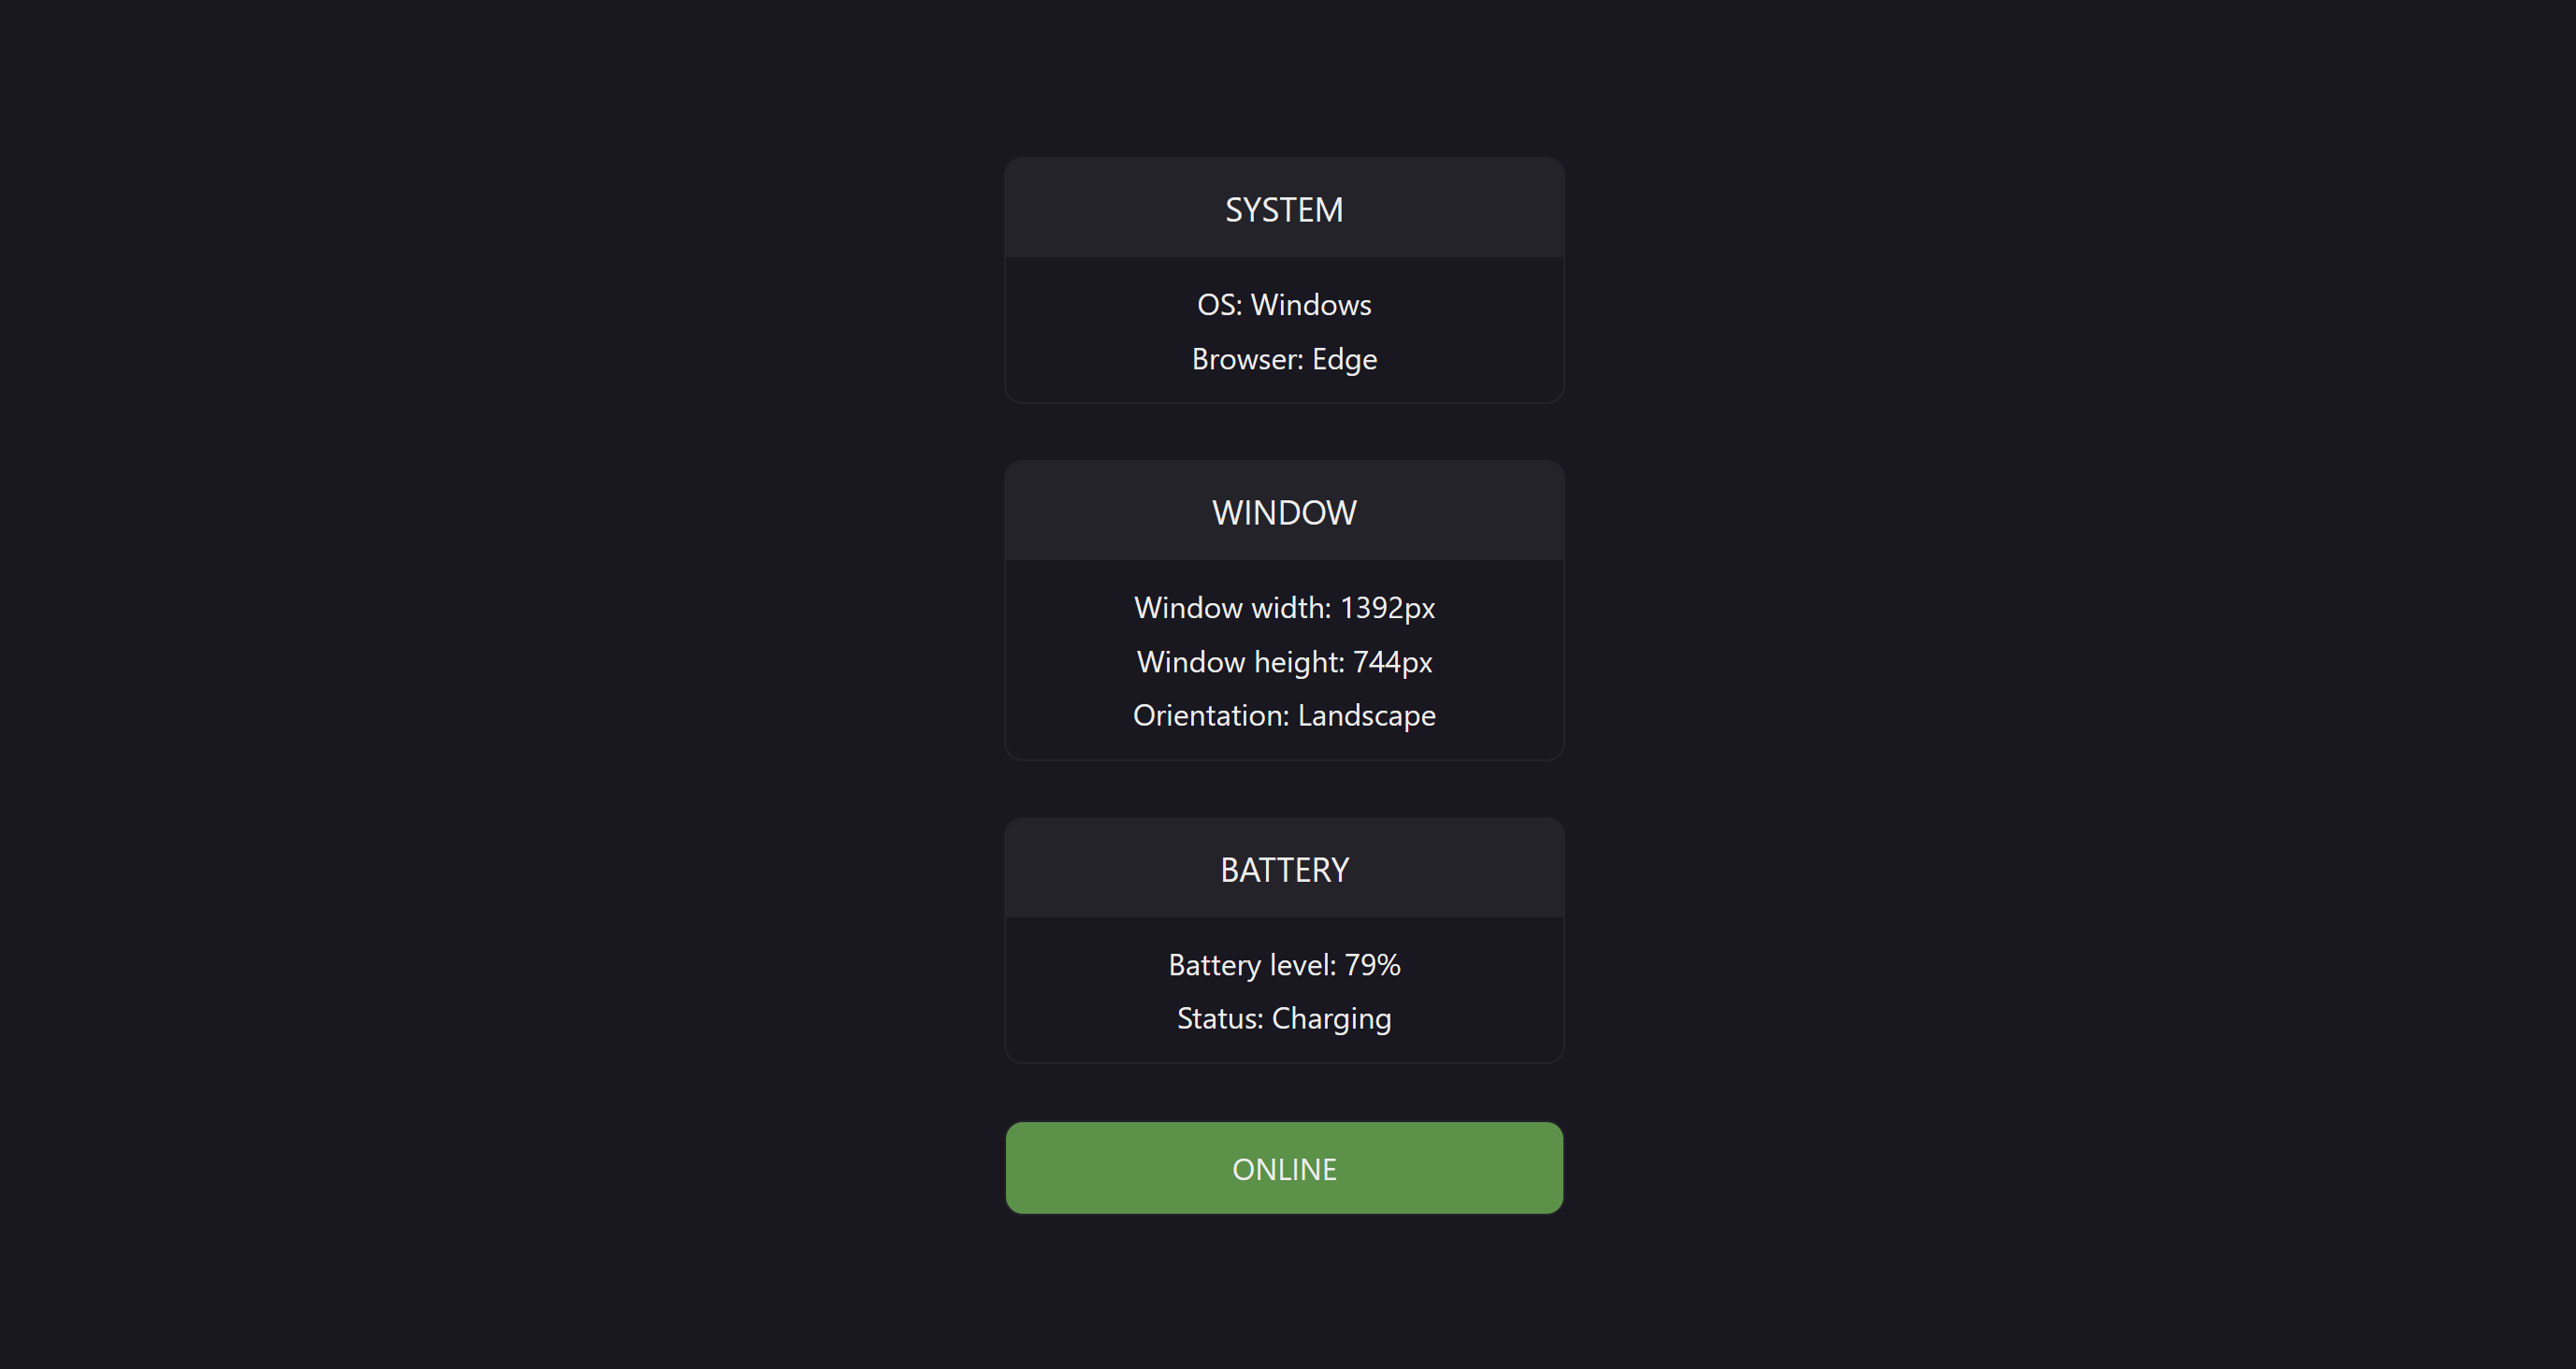 SYSTEM
OS: Windows
Browser: Edge
WINDOW
Window width: 1392px
Window height: 744px
Orientation: Landscape
BATTERY
Battery level: 79%
Status: Charging
ONLINE